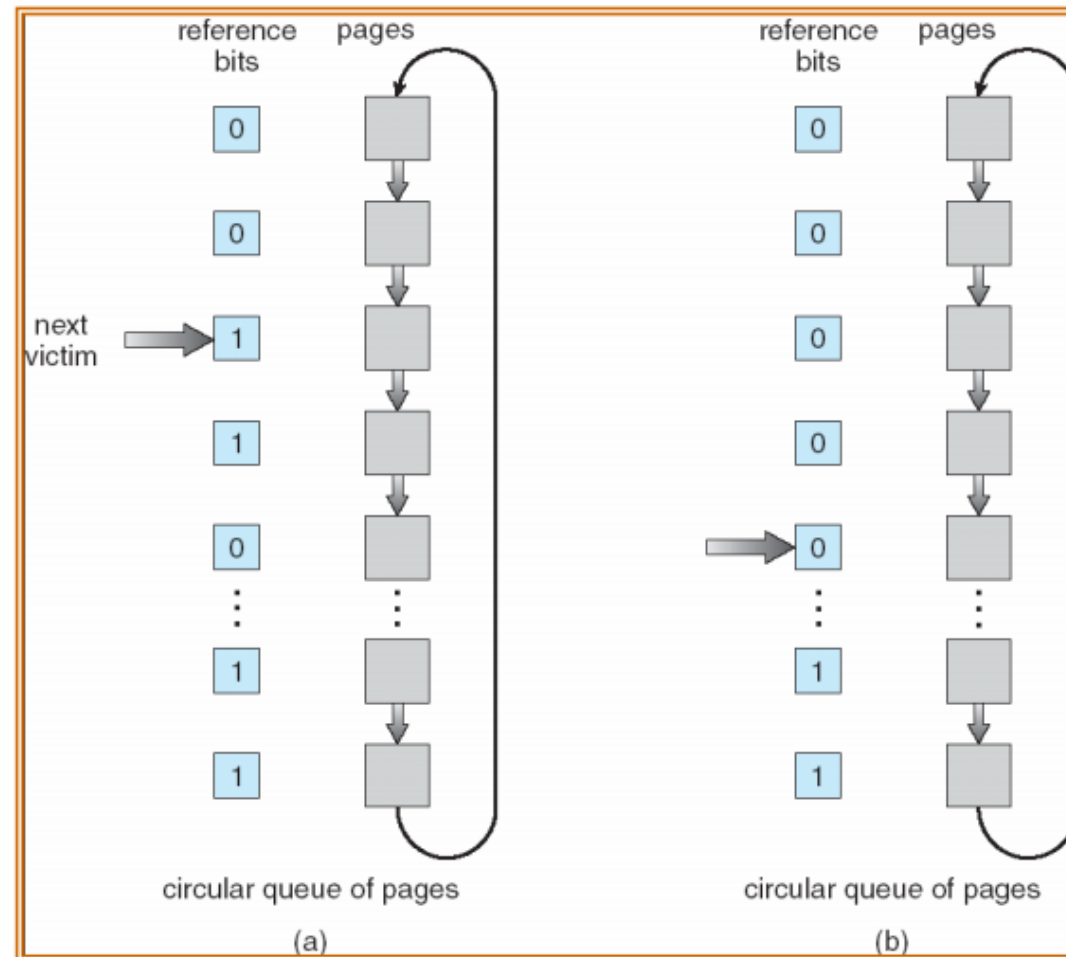 reference
bits
pages
0
0
next
victim
1
1
0
1
1
circular queue of pages
(a)
reference
bits
pages
0
0
0
0
0
1
1
circular queue of pages
(b)